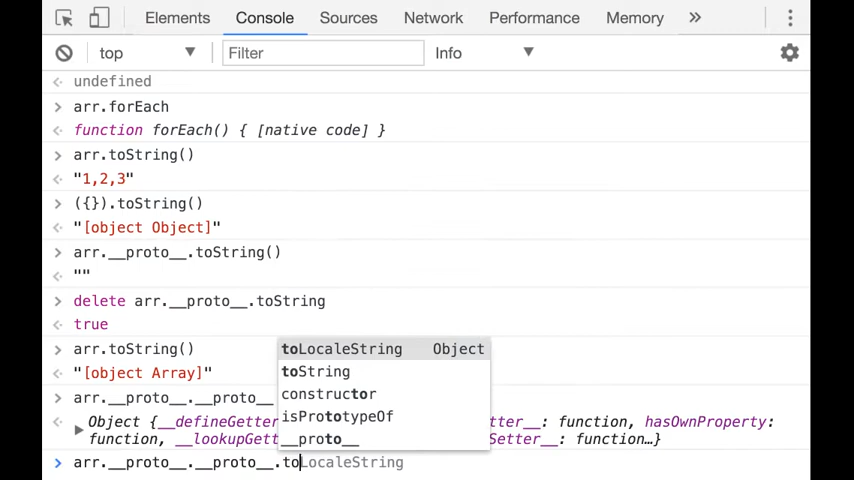 Elements Console Sources Network Performance Memory »
top Filter Info
undefined
arr.forEach
function forEach() { [native code] }
arr.toString()
"1,2,3"
({}).toString()
"[object Object]"
arr.__proto__.toString()
""
delete arr.__proto__.toString
true
arr.toString()
"[object Array]"
arr.__proto__.__proto__
Object {__defineGetter etter__: function, hasOwnProperty:
function, __lookupGett Setter__: function…}
toLocaleString Object
toString
constructor
isPrototypeOf
__proto__
arr.__proto__.__proto__.toLocaleString